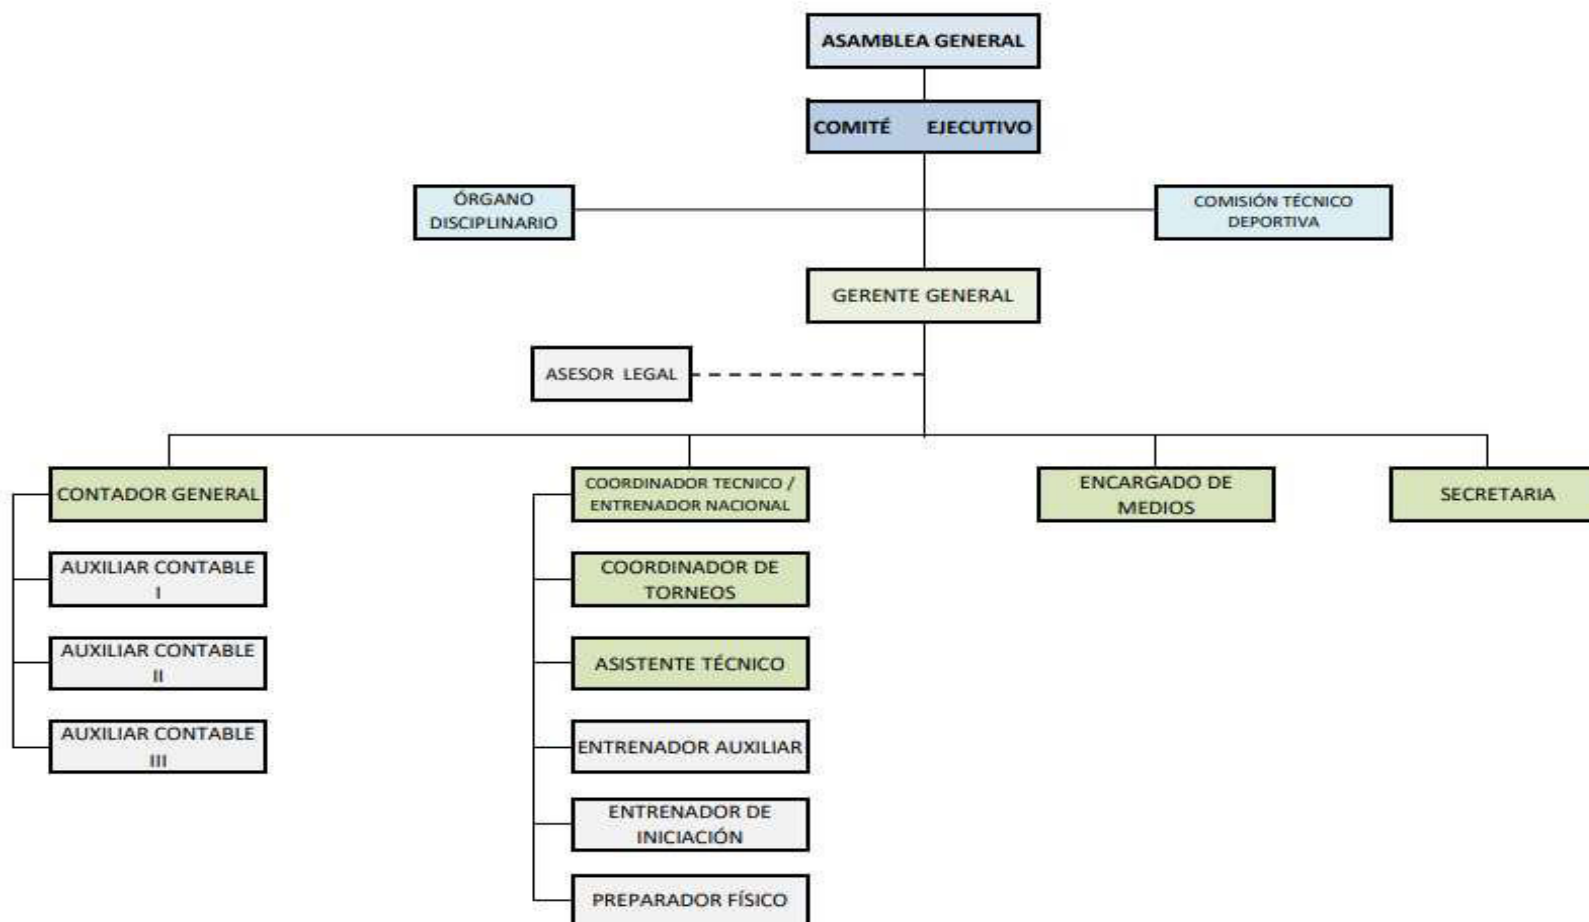 ASAMBLEA GENERAL
COMITÉ EJECUTIVO
ÓRGANO
DISCIPLINARIO
COMISIÓN TÉCNICO
DEPORTIVA
GERENTE GENERAL
ASESOR LEGAL
CONTADOR GENERAL
COORDINADOR TECNICO /
ENTRENADOR NACIONAL
ENCARGADO DE
MEDIOS
SECRETARIA
AUXILIAR CONTABLE
I
COORDINADOR DE
TORNEOS
AUXILIAR CONTABLE
II
ASISTENTE TÉCNICO
AUXILIAR CONTABLE
III
ENTRENADOR AUXILIAR
ENTRENADOR DE
INICIACIÓN
PREPARADOR FÍSICO